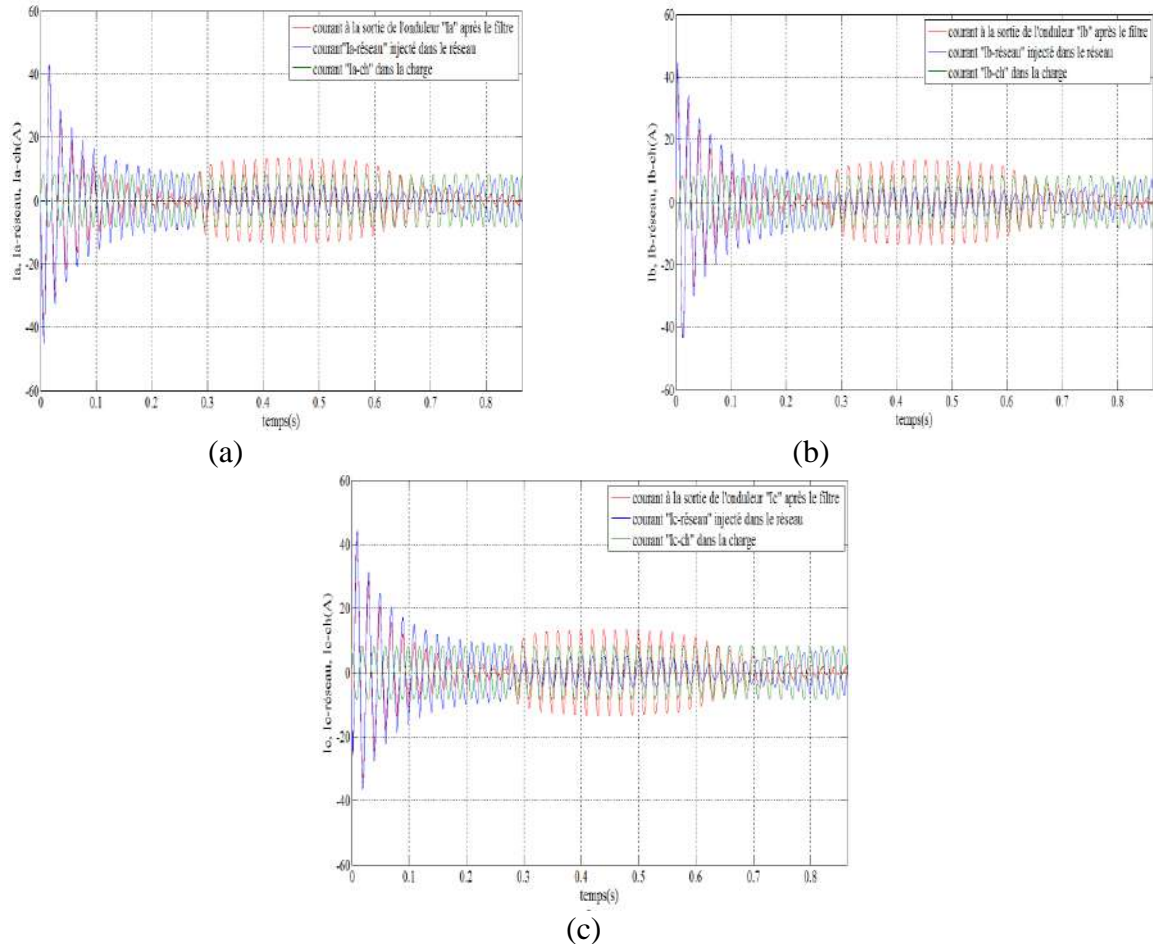 courant à la sortie de l'onduleur "Ia" après le filtre
courant"Ia-réseau" injecté dans le réseau
courant "Ia-ch" dans la charge
Ia, Ia-réseau, Ia-ch(A)
60
40
20
0
-20
-40
-60
0 0.1 0.2 0.3 0.4 0.5 0.6 0.7 0.8
temps(s)
(a)
courant à la sortie de l'onduleur "Ib" après le filtre
courant "Ib-réseau" injecté dans le réseau
courant "Ib-ch" dans la charge
Ib, Ib-réseau, Ib-ch(A)
60
40
20
0
-20
-40
-60
0 0.1 0.2 0.3 0.4 0.5 0.6 0.7 0.8
temps(s)
(b)
courant à la sortie de l'onduleur "Ic" après le filtre
courant "Ic-réseau" injecté dans le réseau
courant "Ic-ch" dans la charge
Ic, Ic-réseau, Ic-ch(A)
60
40
20
0
-20
-40
-60
0 0.1 0.2 0.3 0.4 0.5 0.6 0.7 0.8
temps(s)
(c)